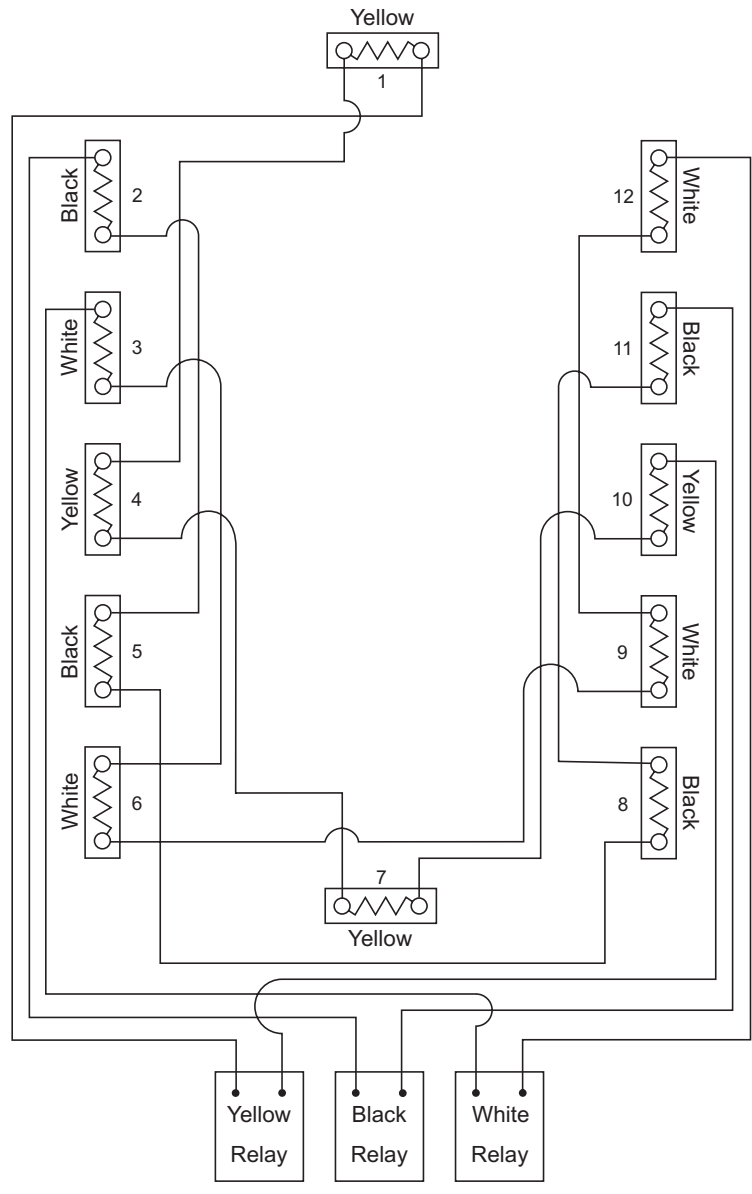 Yellow
1
Black
2
White
12
White
3
Black
11
Yellow
4
Yellow
10
Black
5
White
9
White
6
Black
8
7
Yellow
Yellow
Relay
Black
Relay
White
Relay